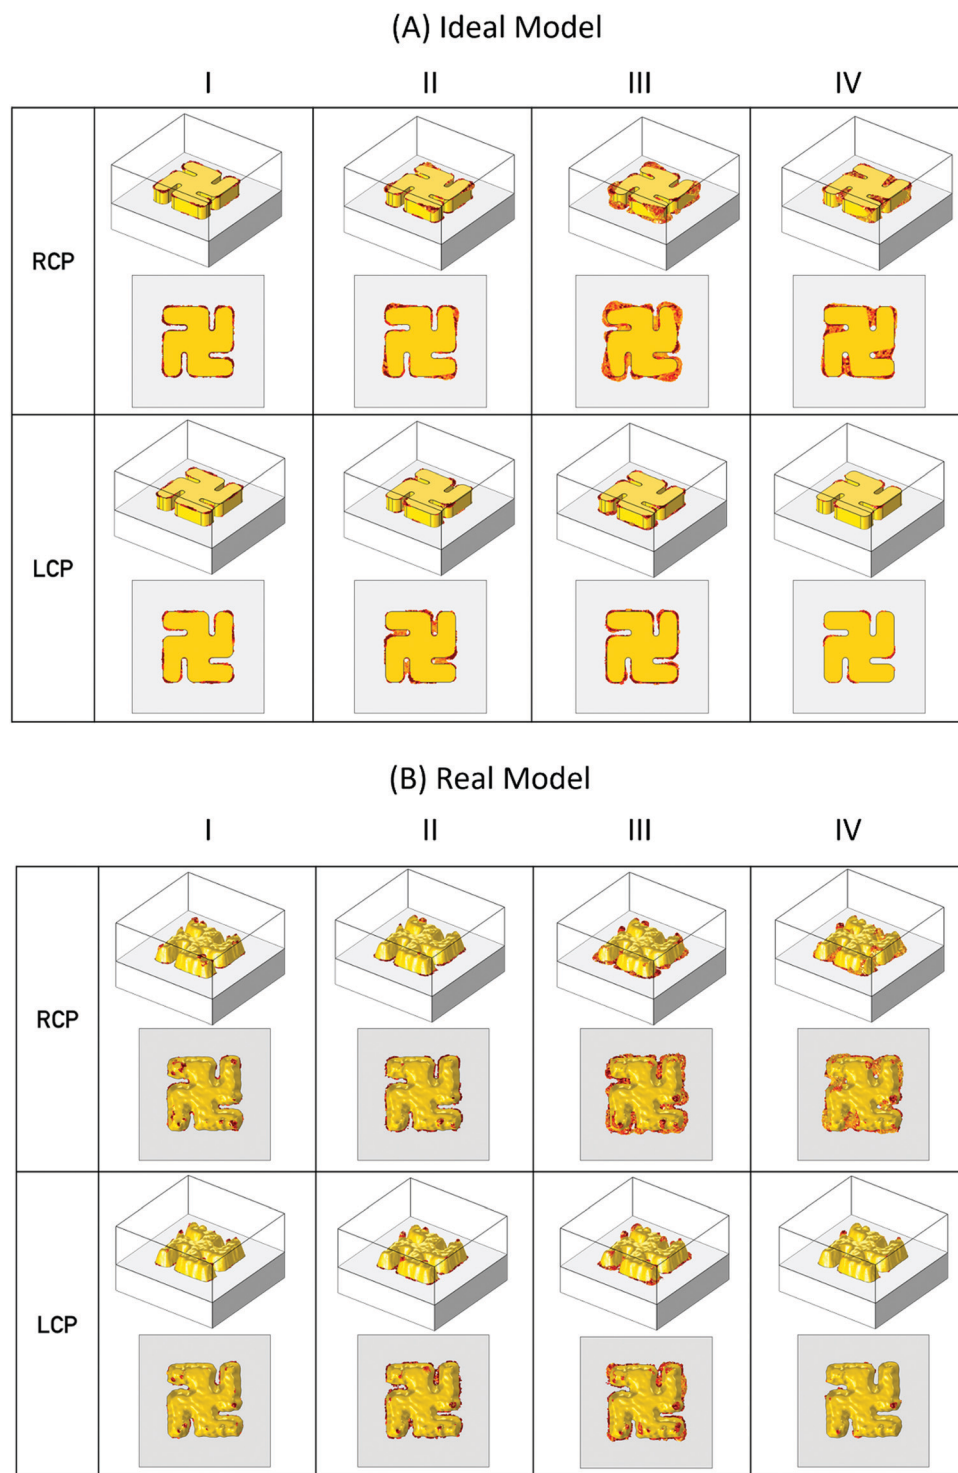 (A) Ideal Model
I II III IV
RCP
LCP
(B) Real Model
I II III IV
RCP
LCP